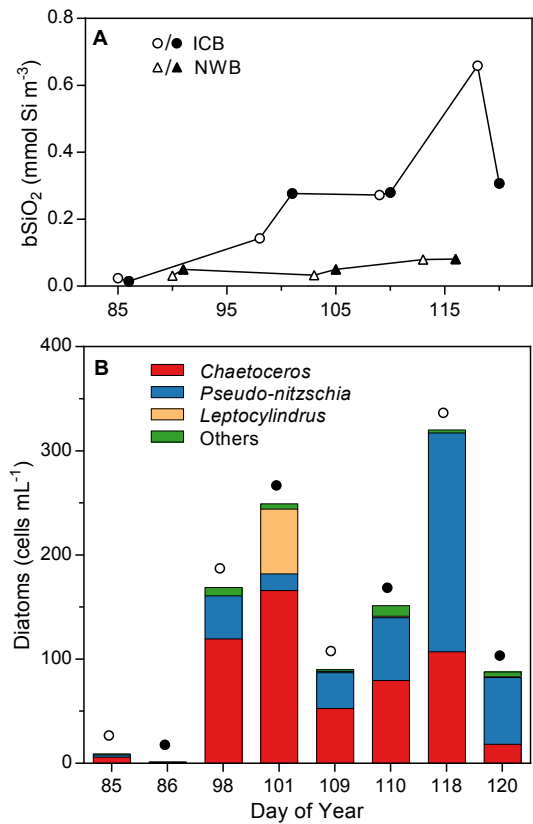 A
○/● ICB
△/▲ NWB
bSiO₂ (mmol Si m⁻³)
0.8
0.6
0.4
0.2
0.0
85 95 105 115
B
Chaetoceros
Pseudo-nitzschia
Leptocylindrus
Others
Diatoms (cells mL⁻¹)
400
300
200
100
0
85 86 98 101 109 110 118 120
Day of Year